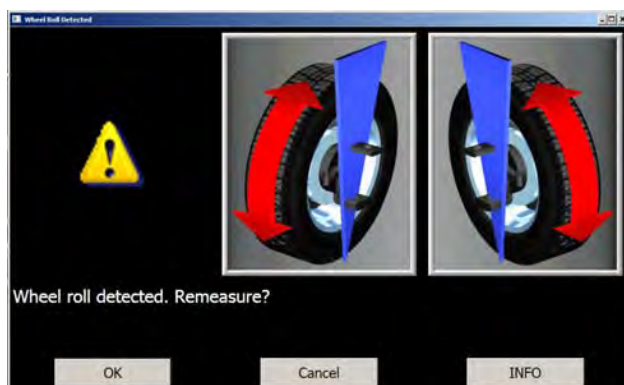 Wheel Roll Detected
Wheel roll detected. Remeasure?
OK
Cancel
INFO